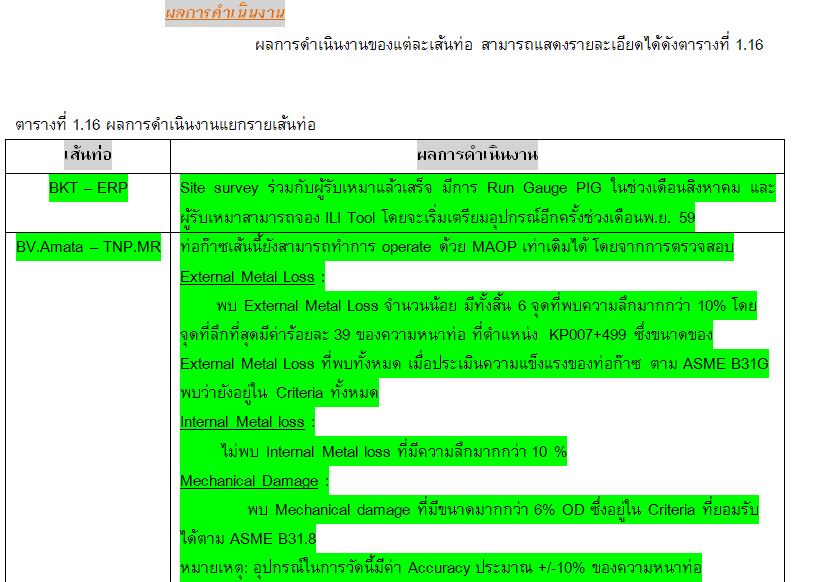 ผลการดำเนินงาน
ผลการดำเนินงานของแต่ละเส้นท่อ สามารถแสดงรายละเอียดได้ดังตารางที่ 1.16
ตารางที่ 1.16 ผลการดำเนินงานแยกรายเส้นท่อ
เส้นท่อ ผลการดำเนินงาน
BKT – ERP Site survey ร่วมกับผู้รับเหมาแล้วเสร็จ มีการ Run Gauge PIG ในช่วงเดือนสิงหาคม และ
ผู้รับเหมาสามารถจอง ILI Tool โดยจะเริ่มเตรียมอุปกรณ์อีกครั้งช่วงเดือนพ.ย. 59
BV.Amata – TNP.MR ท่อก๊าซเส้นนี้ยังสามารถทำการ operate ด้วย MAOP เท่าเดิมได้ โดยจากการตรวจสอบ
External Metal Loss :
พบ External Metal Loss จำนวนน้อย มีทั้งสิ้น 6 จุดที่พบความลึกมากกว่า 10% โดย
จุดที่ลึกที่สุดมีค่าร้อยละ 39 ของความหนาท่อ ที่ตำแหน่ง KP007+499 ซึ่งขนาดของ
External Metal Loss ที่พบทั้งหมด เมื่อประเมินความแข็งแรงของท่อก๊าซ ตาม ASME B31G
พบว่ายังอยู่ใน Criteria ทั้งหมด
Internal Metal loss :
ไม่พบ Internal Metal loss ที่มีความลึกมากกว่า 10 %
Mechanical Damage :
พบ Mechanical damage ที่มีขนาดมากกว่า 6% OD ซึ่งอยู่ใน Criteria ที่ยอมรับ
ได้ตาม ASME B31.8
หมายเหตุ: อุปกรณ์ในการวัดนี้มีค่า Accuracy ประมาณ +/-10% ของความหนาท่อ